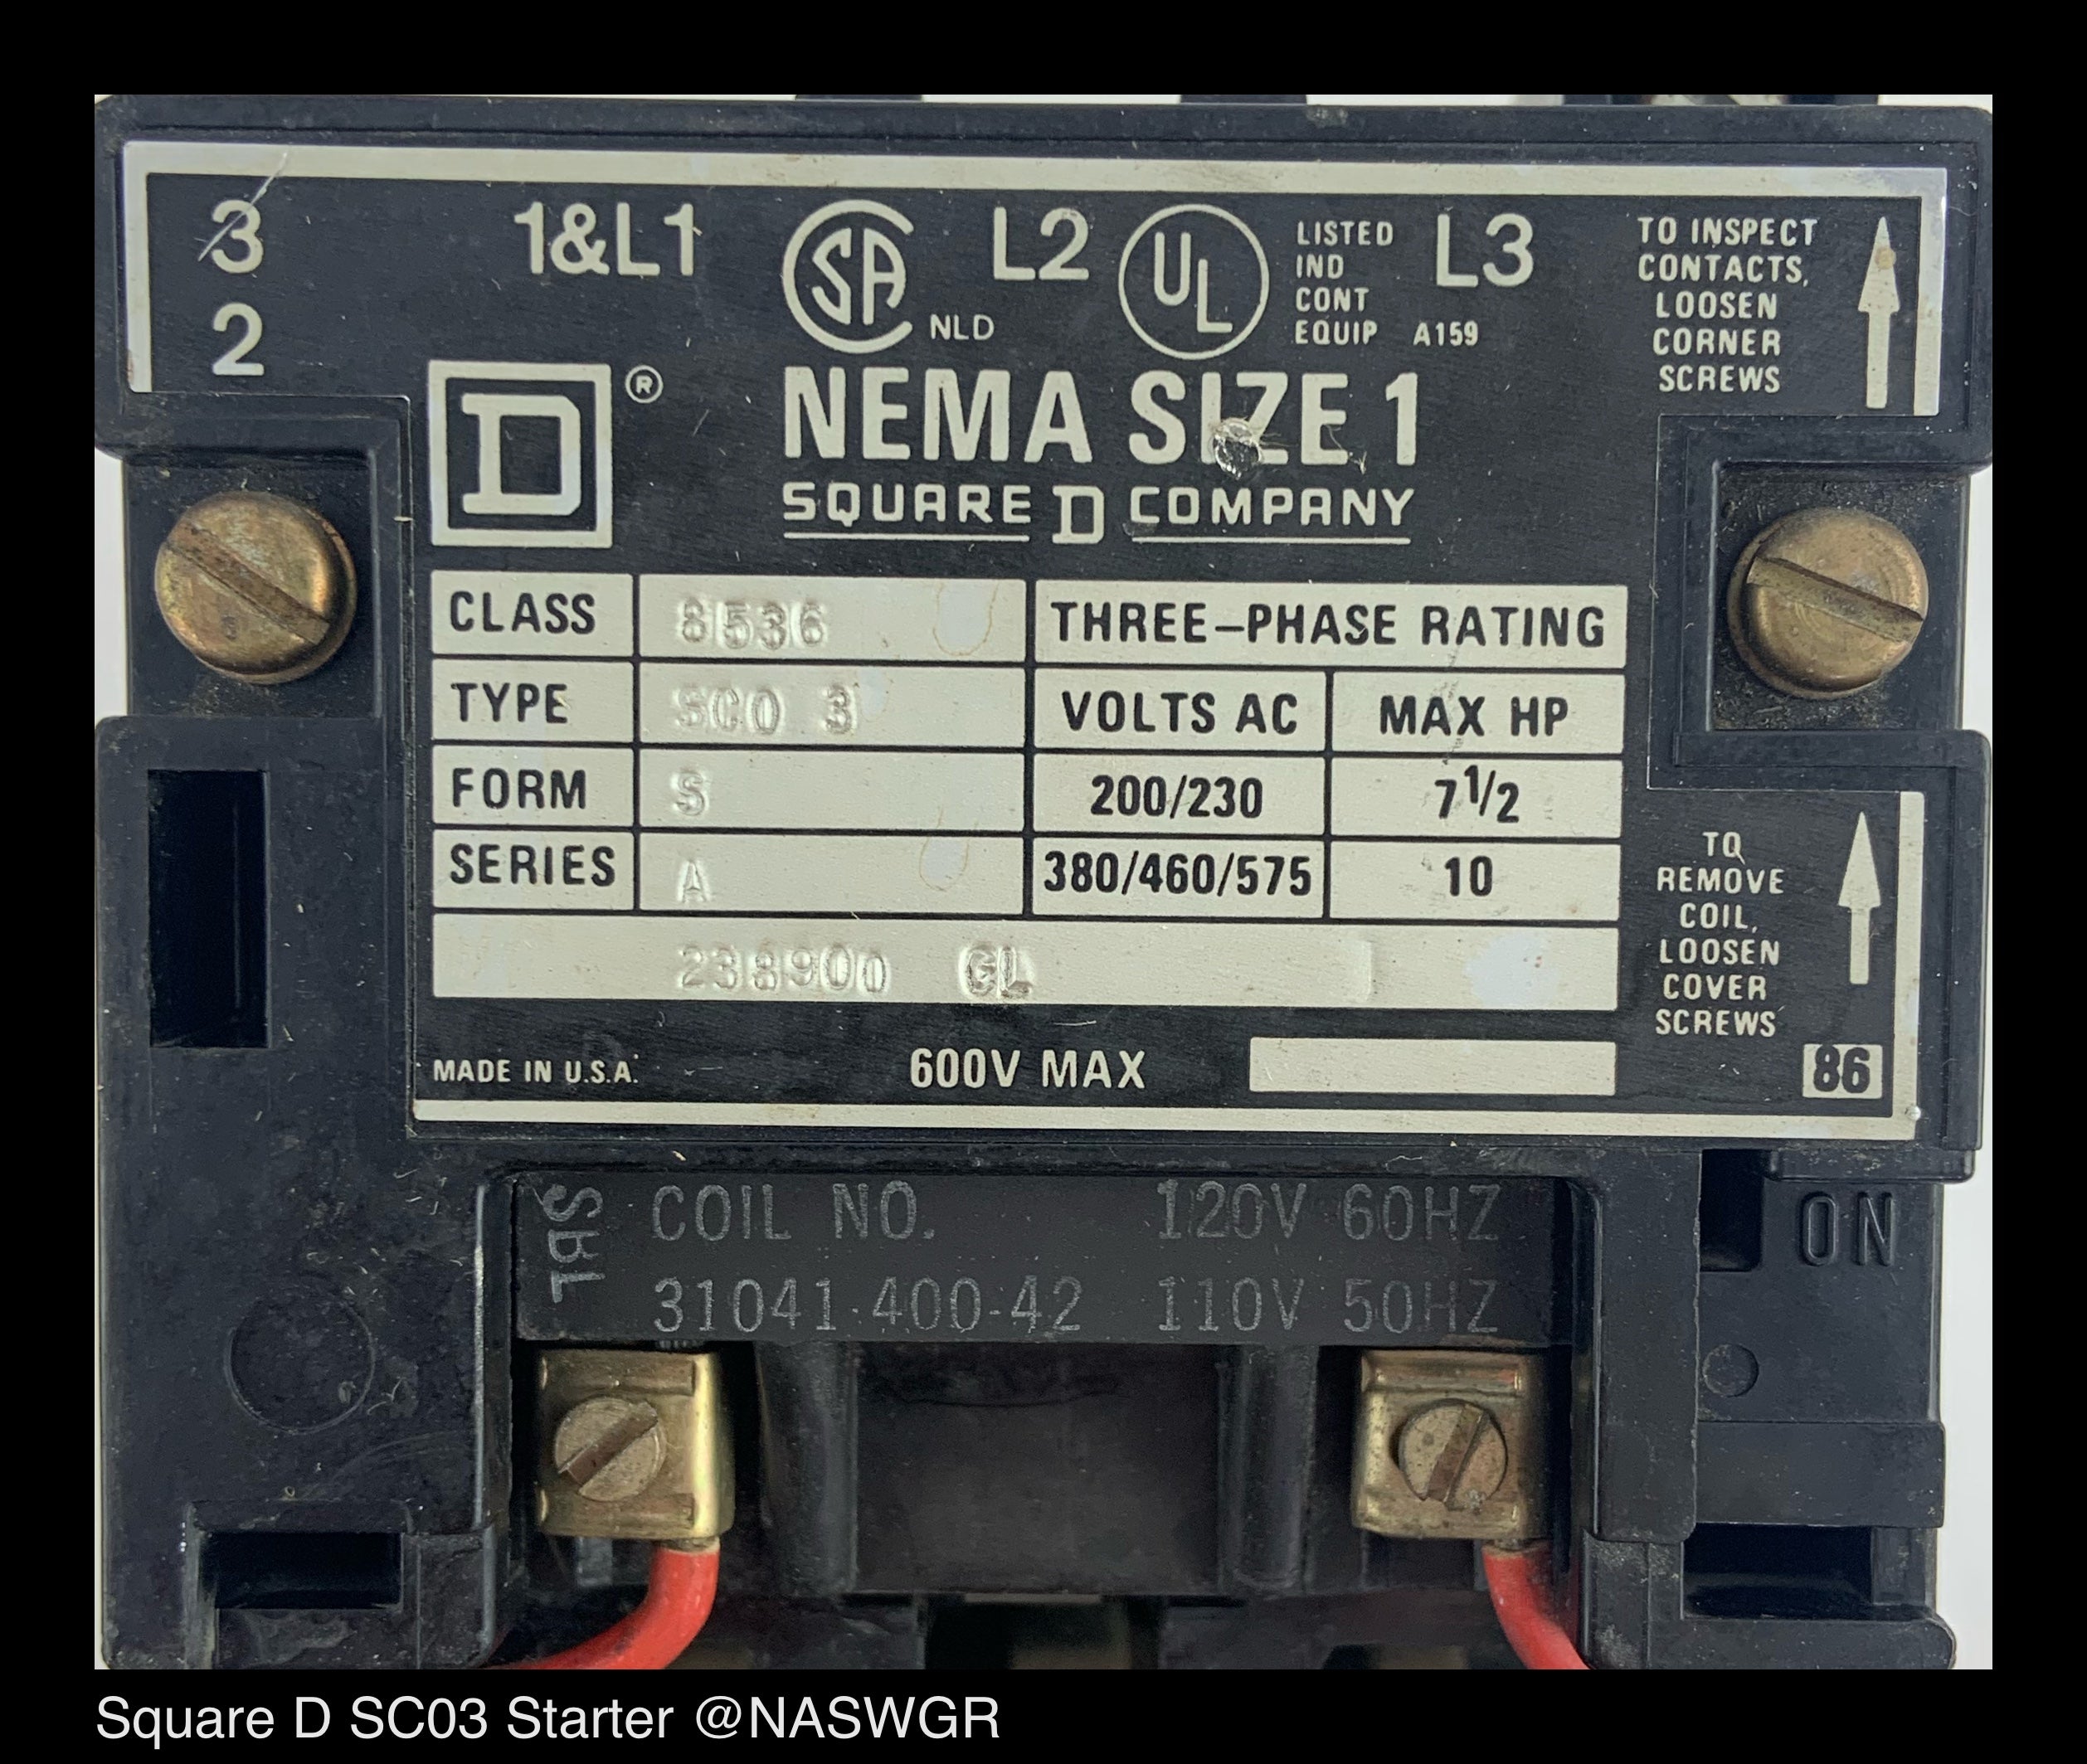 3 1&L1 SA NLD L2 UL LISTED IND CONT EQUIP A159 L3
2
TO INSPECT
CONTACTS,
LOOSEN
CORNER
SCREWS
D ®
NEMA SIZE 1
SQUARE D COMPANY
CLASS 8536 THREE-PHASE RATING
TYPE SCO 3 VOLTS AC MAX HP
FORM S 200/230 7 1/2
SERIES A 380/460/575 10
238900 GL
TO
REMOVE
COIL,
LOOSEN
COVER
SCREWS
MADE IN U.S.A. 600V MAX 86
COIL NO. 120V 60HZ
31041-400-42 110V 50HZ
ON
Square D SC03 Starter @NASWGR